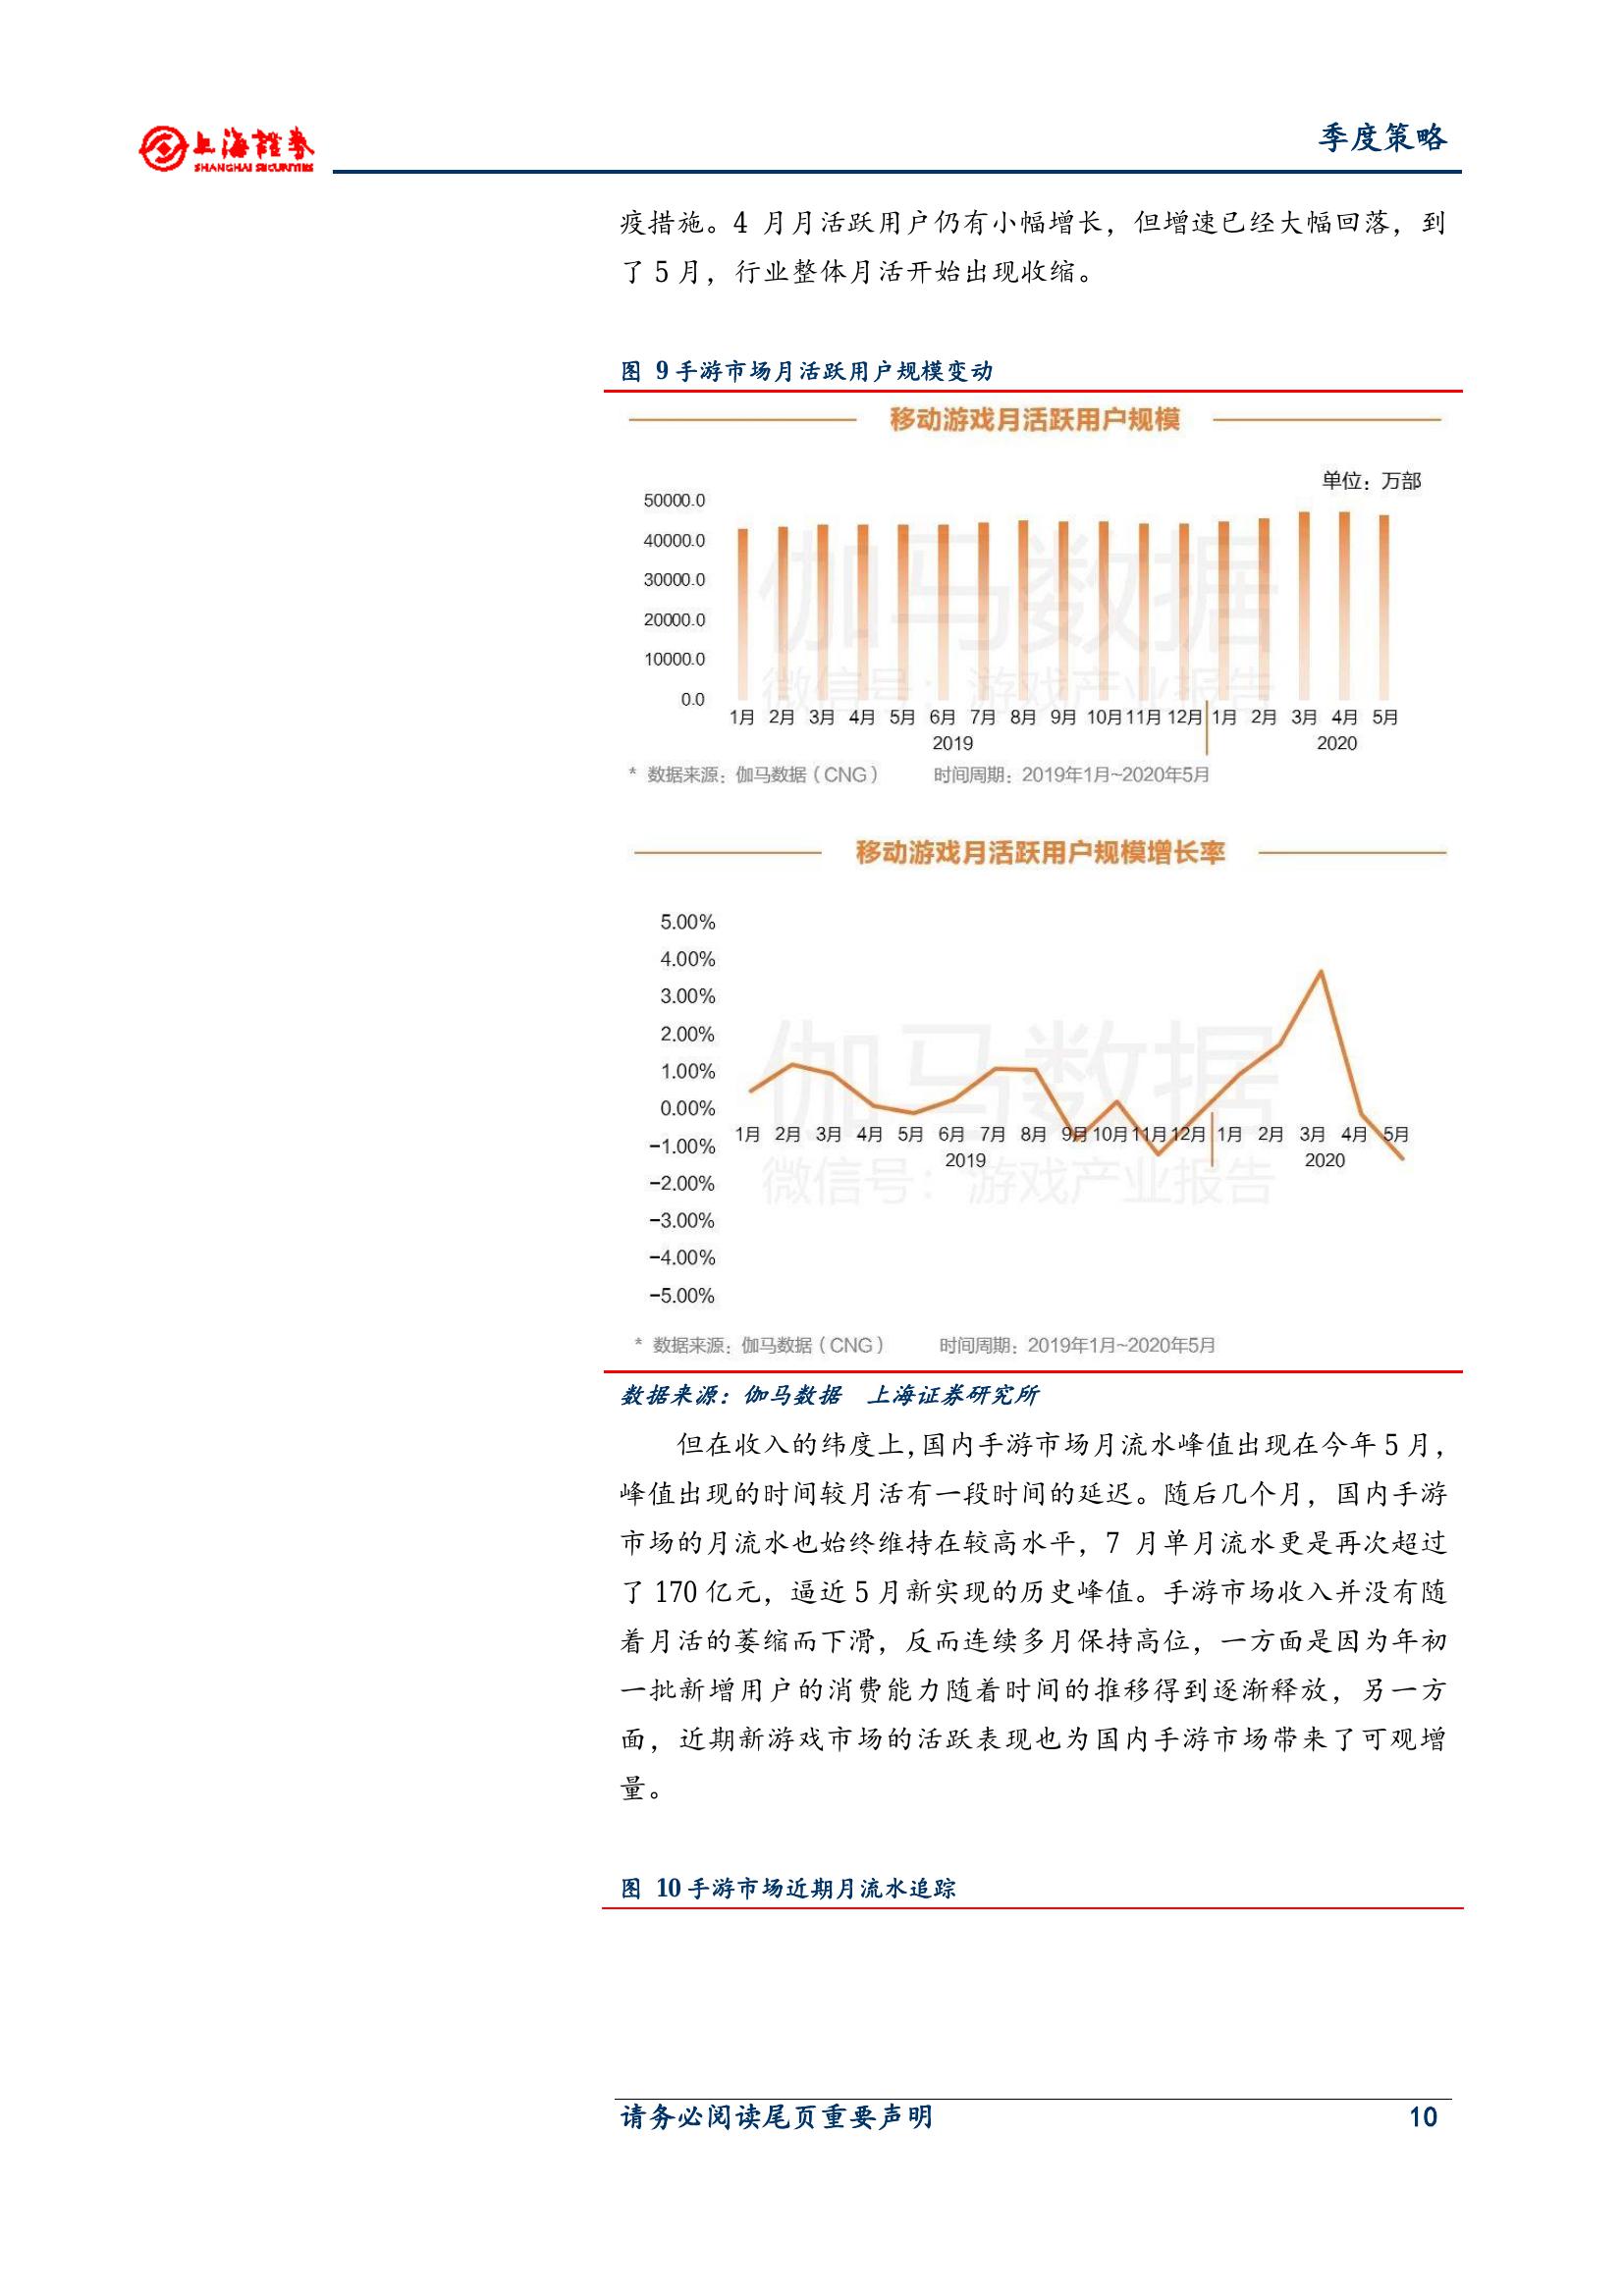 上海證券
SHANGHAI SECURITIES
季度策略
疫措施。4 月月活跃用户仍有小幅增长，但增速已经大幅回落，到
了 5 月，行业整体月活开始出现收缩。
图 9 手游市场月活跃用户规模变动
移动游戏月活跃用户规模
单位：万部
50000.0
40000.0
30000.0
20000.0
10000.0
0.0
伽马数据
微信号：游戏产业报告
1月 2月 3月 4月 5月 6月 7月 8月 9月 10月 11月 12月 1月 2月 3月 4月 5月
2019 2020
* 数据来源：伽马数据（CNG） 时间周期：2019年1月~2020年5月
移动游戏月活跃用户规模增长率
5.00%
4.00%
3.00%
2.00%
1.00%
0.00%
-1.00%
-2.00%
-3.00%
-4.00%
-5.00%
伽马数据
1月 2月 3月 4月 5月 6月 7月 8月 9月 10月 11月 12月 1月 2月 3月 4月 5月
2019 2020
微信号：游戏产业报告
* 数据来源：伽马数据（CNG） 时间周期：2019年1月~2020年5月
数据来源：伽马数据 上海证券研究所
但在收入的纬度上，国内手游市场月流水峰值出现在今年 5 月，
峰值出现的时间较月活有一段时间的延迟。随后几个月，国内手游
市场的月流水也始终维持在较高水平，7 月单月流水更是再次超过
了 170 亿元，逼近 5 月新实现的历史峰值。手游市场收入并没有随
着月活的萎缩而下滑，反而连续多月保持高位，一方面是因为年初
一批新增用户的消费能力随着时间的推移得到逐渐释放，另一方
面，近期新游戏市场的活跃表现也为国内手游市场带来了可观增
量。
图 10 手游市场近期月流水追踪
请务必阅读尾页重要声明 10